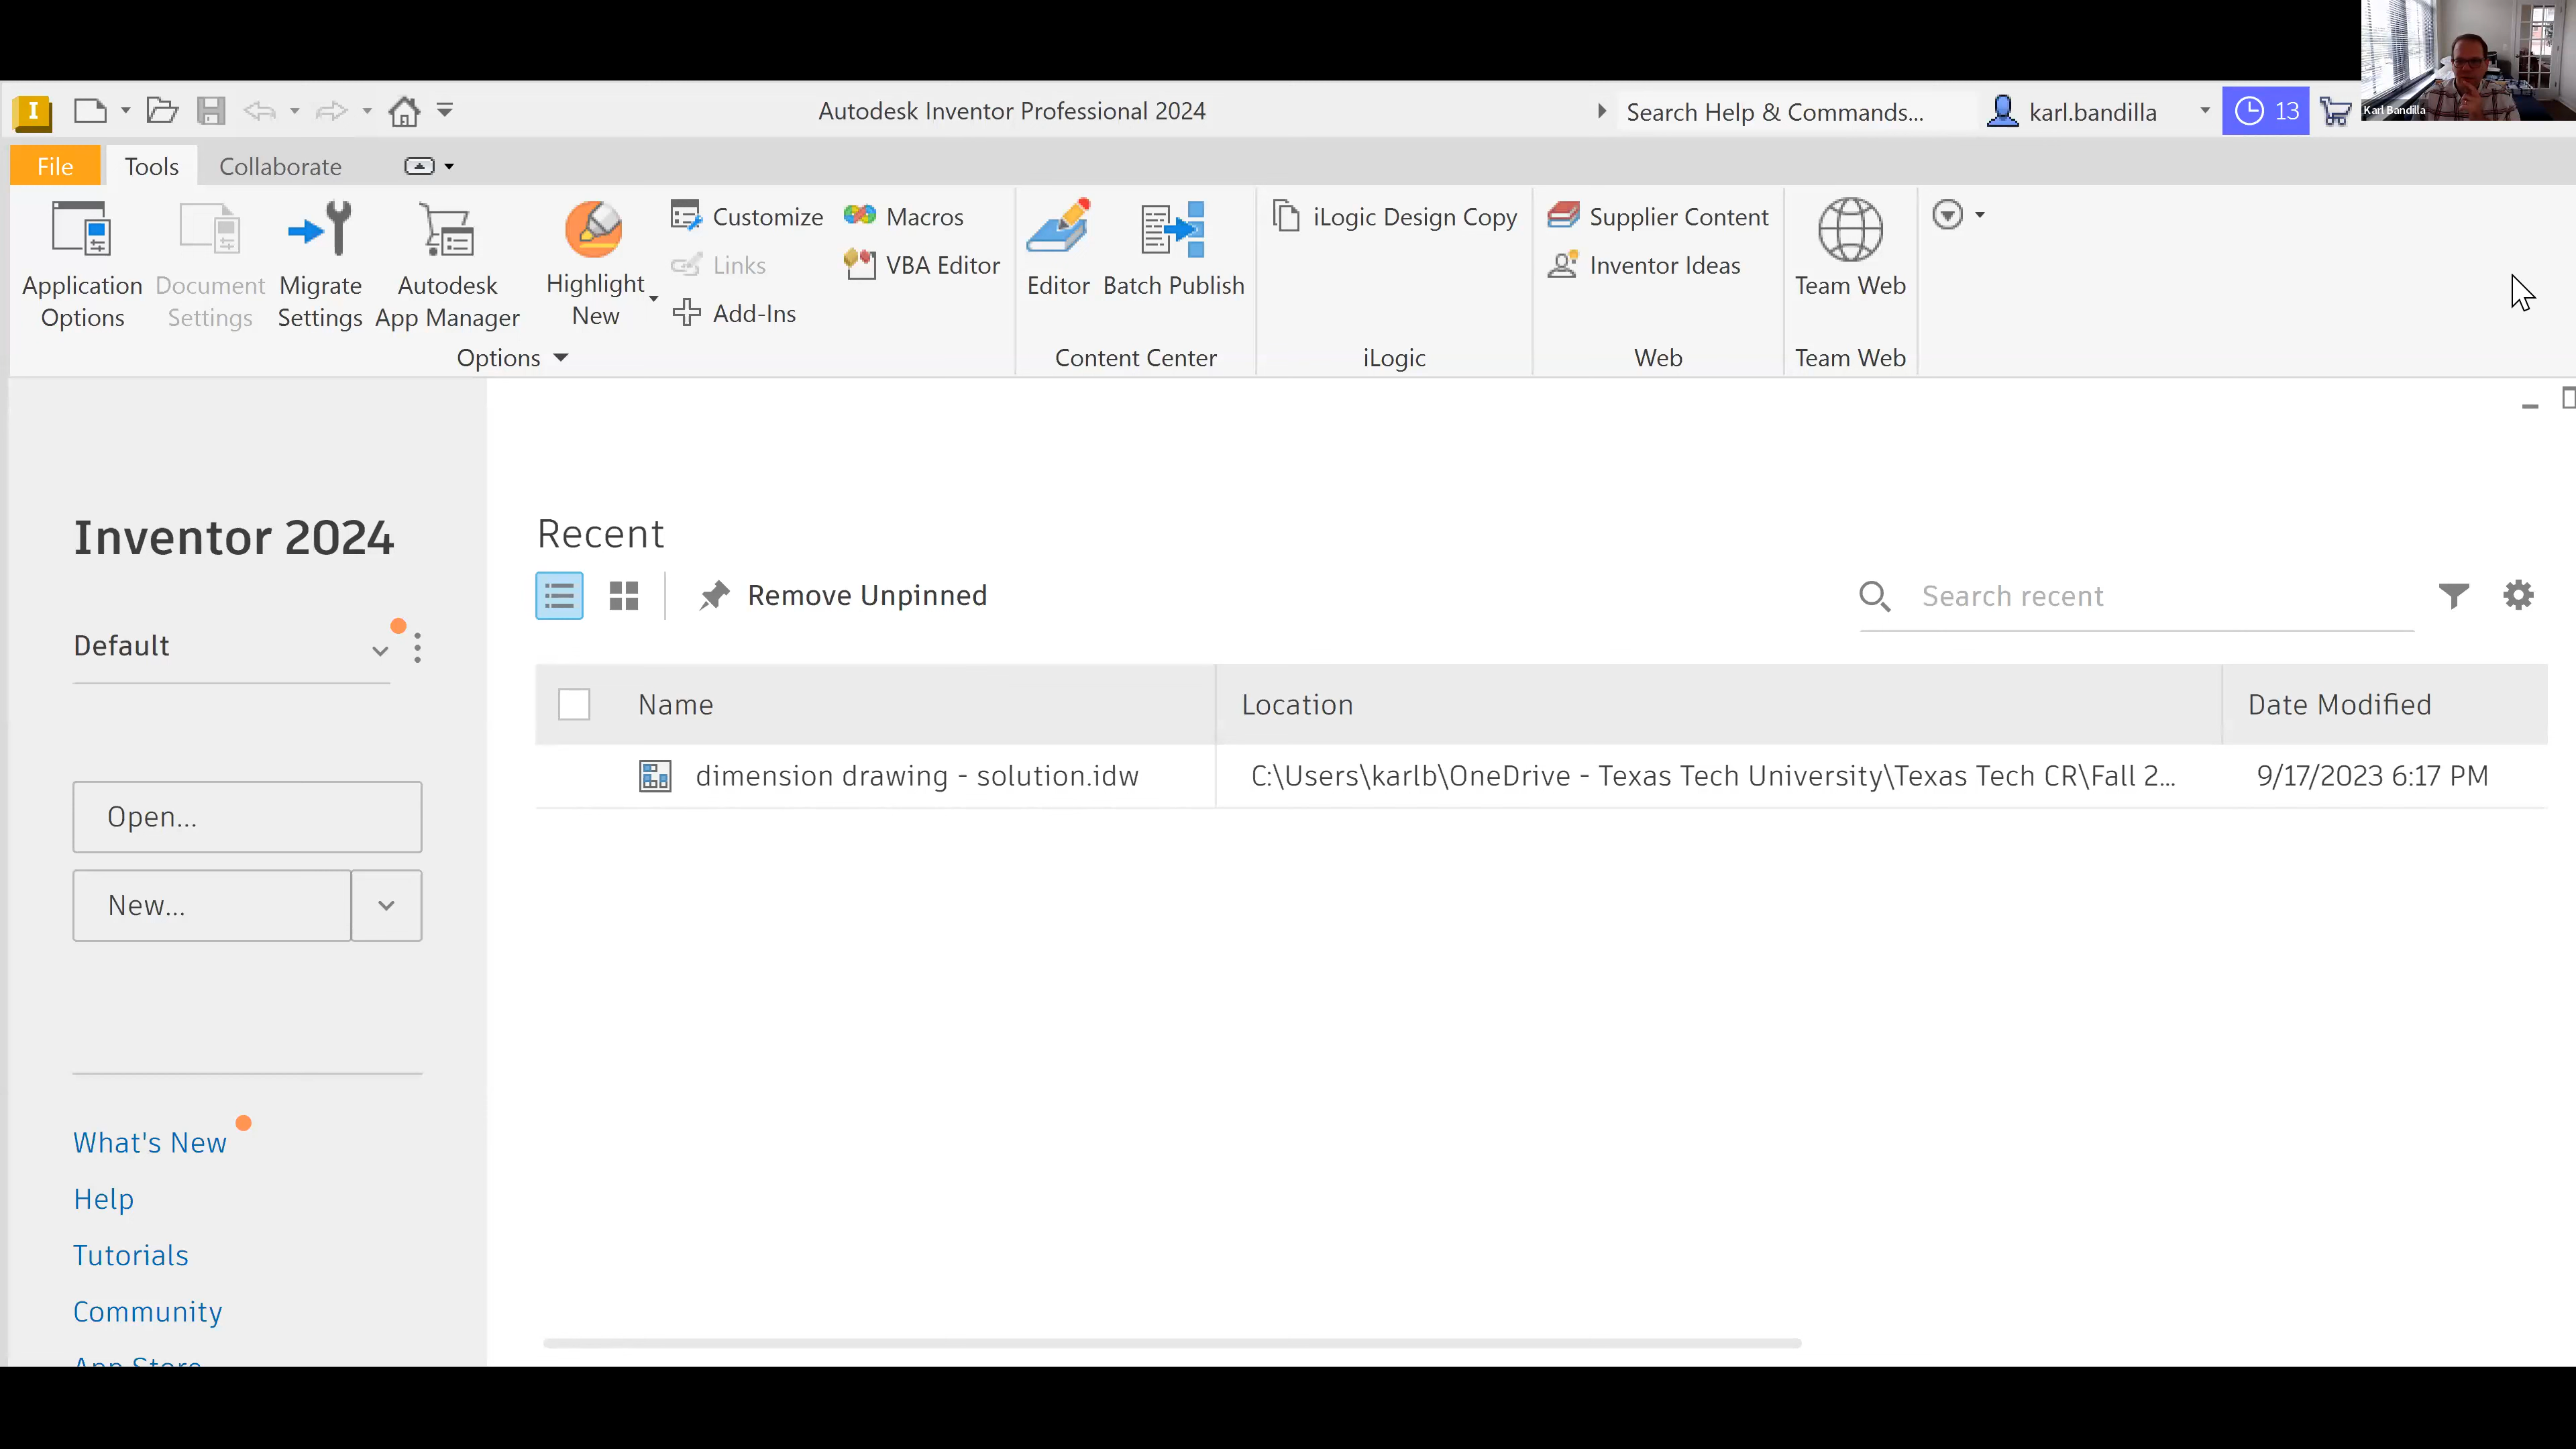 Autodesk Inventor Professional 2024
Search Help & Commands...
karl.bandilla
13
Karl Bandilla
File
Tools
Collaborate
Application Options
Document Settings
Migrate Settings
Autodesk App Manager
Highlight New
Customize
Links
Add-Ins
Macros
VBA Editor
Options
Editor
Batch Publish
Content Center
iLogic Design Copy
iLogic
Supplier Content
Inventor Ideas
Web
Team Web
Team Web
Inventor 2024
Default
Open...
New...
What's New
Help
Tutorials
Community
App Store
Recent
Remove Unpinned
Search recent
Name
Location
Date Modified
dimension drawing - solution.idw
C:\Users\karlb\OneDrive - Texas Tech University\Texas Tech CR\Fall 2...
9/17/2023 6:17 PM